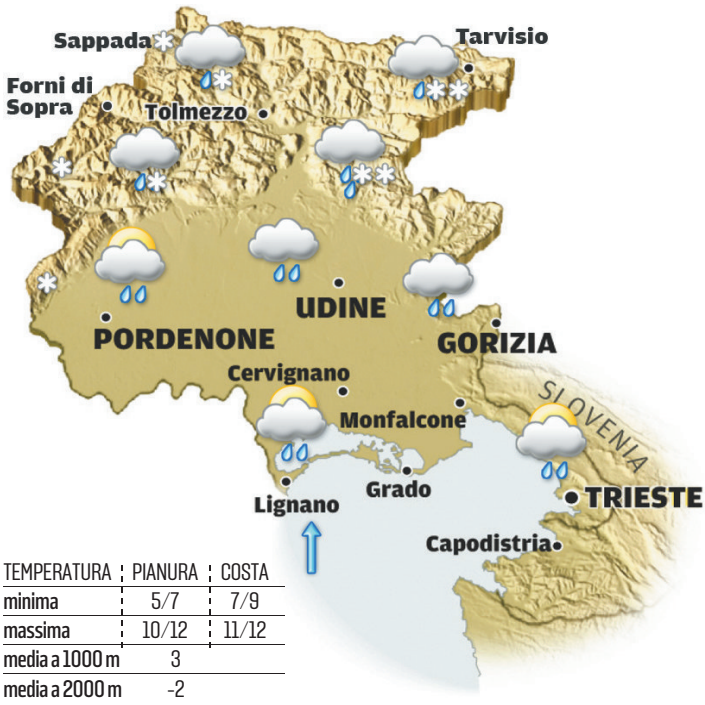 Sappada
Tarvisio
Forni di
Sopra
Tolmezzo
UDINE
PORDENONE
GORIZIA
Cervignano
SLOVENIA
Monfalcone
Grado
Lignano
TRIESTE
Capodistria
TEMPERATURA PIANURA COSTA
minima 5/7 7/9
massima 10/12 11/12
media a 1000 m 3
media a 2000 m -2